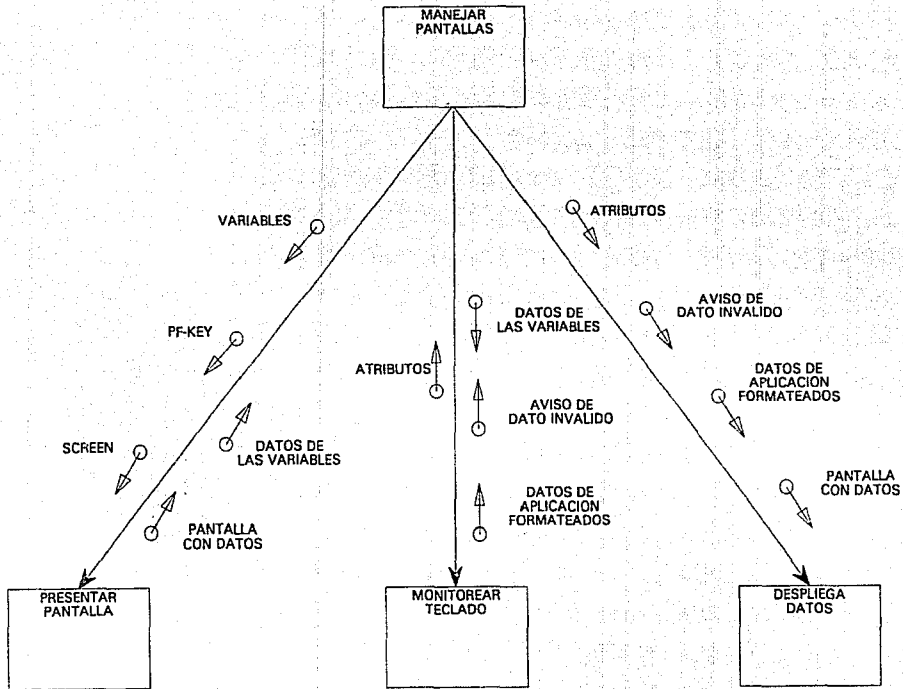 MANEJAR
PANTALLAS
VARIABLES
ATRIBUTOS
PF-KEY
DATOS DE
LAS VARIABLES
AVISO DE
DATO INVALIDO
ATRIBUTOS
SCREEN
DATOS DE
LAS VARIABLES
AVISO DE
DATO INVALIDO
DATOS DE
APLICACION
FORMATEADOS
PANTALLA
CON DATOS
DATOS DE
APLICACION
FORMATEADOS
PANTALLA
CON DATOS
PRESENTAR
PANTALLA
MONITOREAR
TECLADO
DESPLIEGA
DATOS